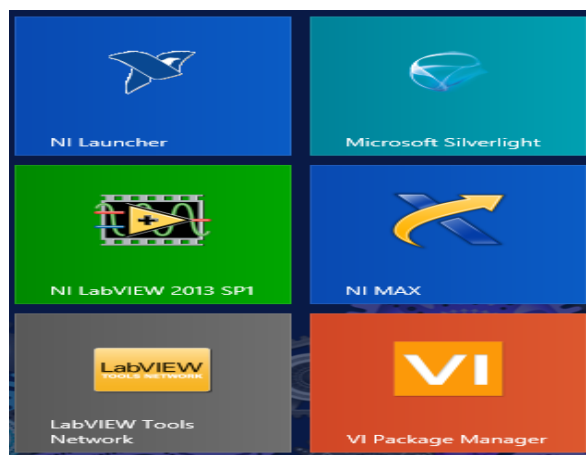 NI Launcher
Microsoft Silverlight
NI LabVIEW 2013 SP1
NI MAX
LabVIEW
TOOLS NETWORK
VI
LabVIEW Tools
Network
VI Package Manager